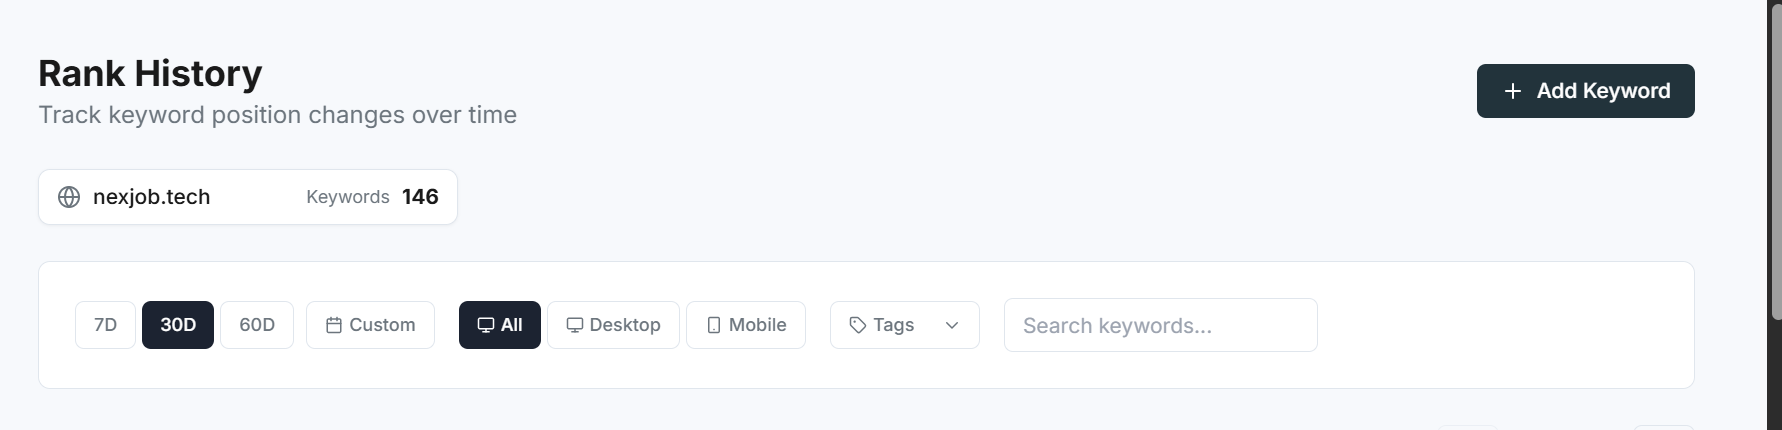 Rank History
Track keyword position changes over time
Add Keyword
nexjob.tech Keywords 146
7D 30D 60D Custom All Desktop Mobile Tags Search keywords...